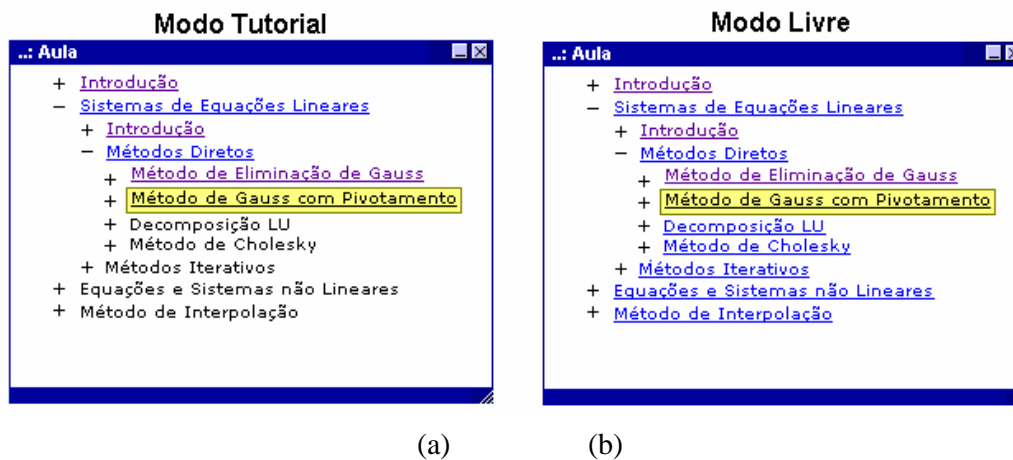 Modo Tutorial
..: Aula
+ Introdução
− Sistemas de Equações Lineares
+ Introdução
− Métodos Diretos
+ Método de Eliminação de Gauss
+ Método de Gauss com Pivotamento
+ Decomposição LU
+ Método de Cholesky
+ Métodos Iterativos
+ Equações e Sistemas não Lineares
+ Método de Interpolação
(a)
Modo Livre
..: Aula
+ Introdução
− Sistemas de Equações Lineares
+ Introdução
− Métodos Diretos
+ Método de Eliminação de Gauss
+ Método de Gauss com Pivotamento
+ Decomposição LU
+ Método de Cholesky
+ Métodos Iterativos
+ Equações e Sistemas não Lineares
+ Método de Interpolação
(b)